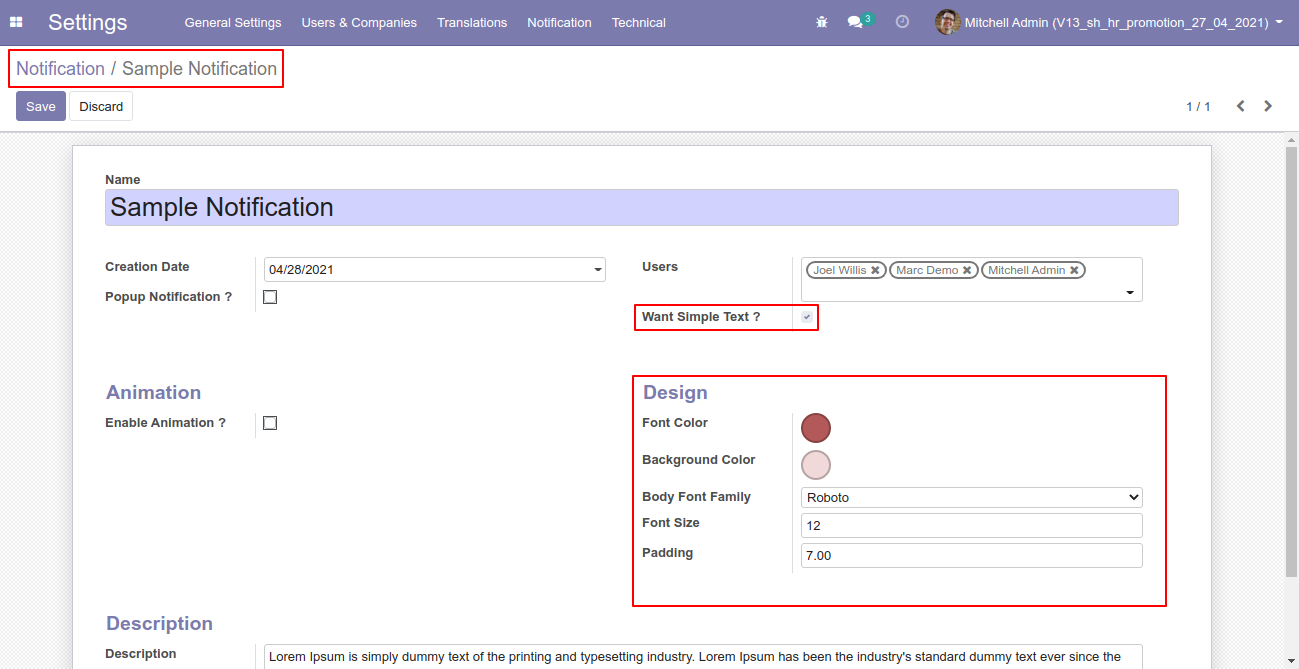 Settings General Settings Users & Companies Translations Notification Technical 3 Mitchell Admin (V13_sh_hr_promotion_27_04_2021)
Notification / Sample Notification
Save Discard 1 / 1
Name
Sample Notification
Creation Date 04/28/2021 Users Joel Willis Marc Demo Mitchell Admin
Popup Notification ?
Want Simple Text ?
Animation Design
Enable Animation ? Font Color
Background Color
Body Font Family Roboto
Font Size 12
Padding 7.00
Description
Description Lorem Ipsum is simply dummy text of the printing and typesetting industry. Lorem Ipsum has been the industry's standard dummy text ever since the